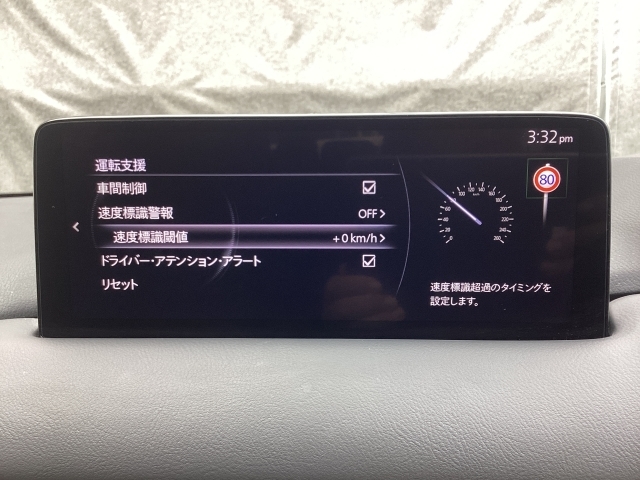 3:32 pm
運転支援
車間制御
速度標識警報 OFF
速度標識閾値 +0 km/h
ドライバー・アテンション・アラート
リセット
80
速度標識超過のタイミングを
設定します。